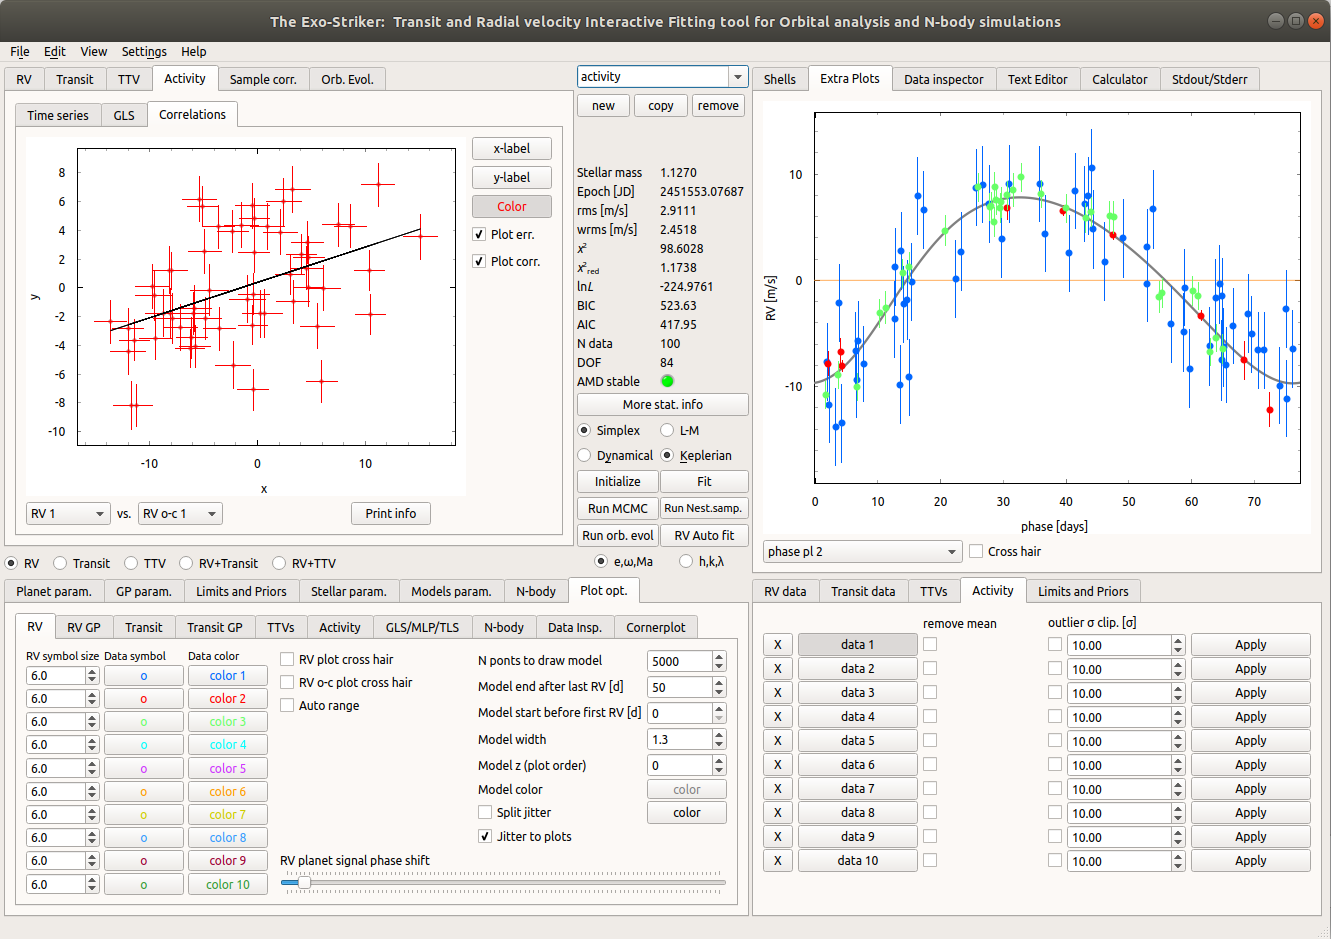 The Exo-Striker: Transit and Radial velocity Interactive Fitting tool for Orbital analysis and N-body simulations
File Edit View Settings Help
RV Transit TTV Activity Sample corr. Orb. Evol.
Time series GLS Correlations
8
6
4
2
0
-2
-4
-6
-8
-10
y
-10 0 10
x
x-label
y-label
Color
✓ Plot err.
✓ Plot corr.
RV 1 vs. RV o-c 1 Print info
activity
new copy remove
Stellar mass 1.1270
Epoch [JD] 2451553.07687
rms [m/s] 2.9111
wrms [m/s] 2.4518
x² 98.6028
x²red 1.1738
lnL -224.9761
BIC 523.63
AIC 417.95
N data 100
DOF 84
AMD stable
More stat. info
Simplex L-M
Dynamical Keplerian
Initialize Fit
Run MCMC Run Nest.samp.
Run orb. evol RV Auto fit
e,ω,Ma h,k,λ
Shells Extra Plots Data inspector Text Editor Calculator Stdout/Stderr
10
0
-10
RV [m/s]
0 10 20 30 40 50 60 70
phase [days]
phase pl 2 Cross hair
RV Transit TTV RV+Transit RV+TTV
Planet param. GP param. Limits and Priors Stellar param. Models param. N-body Plot opt.
RV RV GP Transit Transit GP TTVs Activity GLS/MLP/TLS N-body Data Insp. Cornerplot
RV symbol size Data symbol Data color
6.0 o color 1
6.0 o color 2
6.0 o color 3
6.0 o color 4
6.0 o color 5
6.0 o color 6
6.0 o color 7
6.0 o color 8
6.0 o color 9
6.0 o color 10
RV plot cross hair
RV o-c plot cross hair
Auto range
N ponts to draw model 5000
Model end after last RV [d] 50
Model start before first RV [d] 0
Model width 1.3
Model z (plot order) 0
Model color color
Split jitter color
✓ Jitter to plots
RV planet signal phase shift
RV data Transit data TTVs Activity Limits and Priors
remove mean outlier σ clip. [σ]
X data 1 10.00 Apply
X data 2 10.00 Apply
X data 3 10.00 Apply
X data 4 10.00 Apply
X data 5 10.00 Apply
X data 6 10.00 Apply
X data 7 10.00 Apply
X data 8 10.00 Apply
X data 9 10.00 Apply
X data 10 10.00 Apply